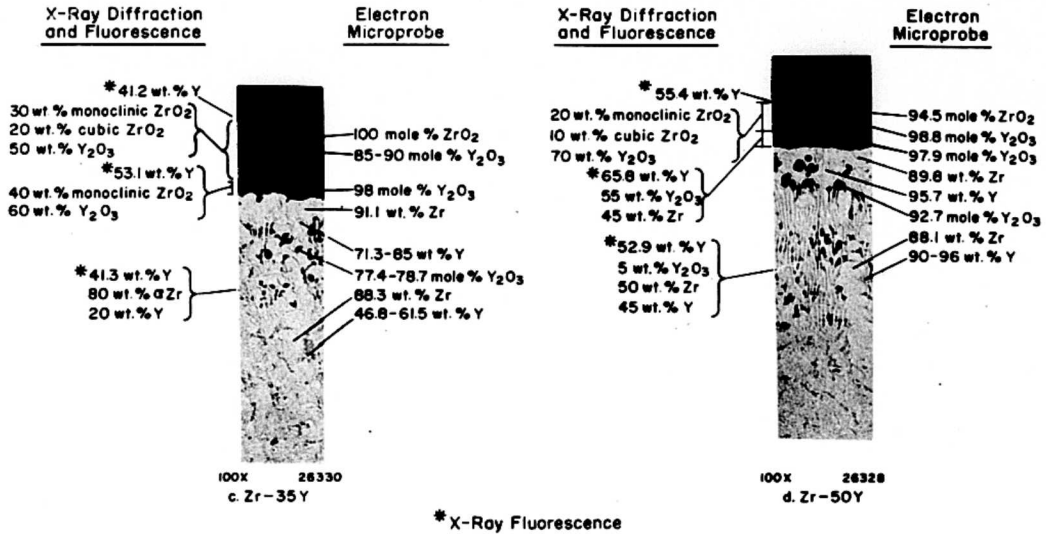 X-Ray Diffraction
and Fluorescence
Electron
Microprobe
*41.2 wt.% Y
30 wt.% monoclinic ZrO₂
20 wt.% cubic ZrO₂
50 wt.% Y₂O₃
*53.1 wt.% Y
40 wt.% monoclinic ZrO₂
60 wt.% Y₂O₃
*41.3 wt.% Y
80 wt.% αZr
20 wt.% Y
100 mole % ZrO₂
85-90 mole % Y₂O₃
98 mole % Y₂O₃
91.1 wt.% Zr
71.3-85 wt% Y
77.4-78.7 mole % Y₂O₃
88.3 wt.% Zr
46.8-61.5 wt.% Y
100X 26330
c. Zr-35Y
X-Ray Diffraction
and Fluorescence
Electron
Microprobe
*55.4 wt.% Y
20 wt.% monoclinic ZrO₂
10 wt.% cubic ZrO₂
70 wt.% Y₂O₃
*65.8 wt.% Y
55 wt.% Y₂O₃
45 wt.% Zr
*52.9 wt.% Y
5 wt.% Y₂O₃
50 wt.% Zr
45 wt.% Y
94.5 mole % ZrO₂
98.8 mole % Y₂O₃
97.9 mole % Y₂O₃
89.8 wt.% Zr
95.7 wt.% Y
92.7 mole % Y₂O₃
88.1 wt.% Zr
90-96 wt.% Y
100X 26328
d. Zr-50Y
*X-Ray Fluorescence